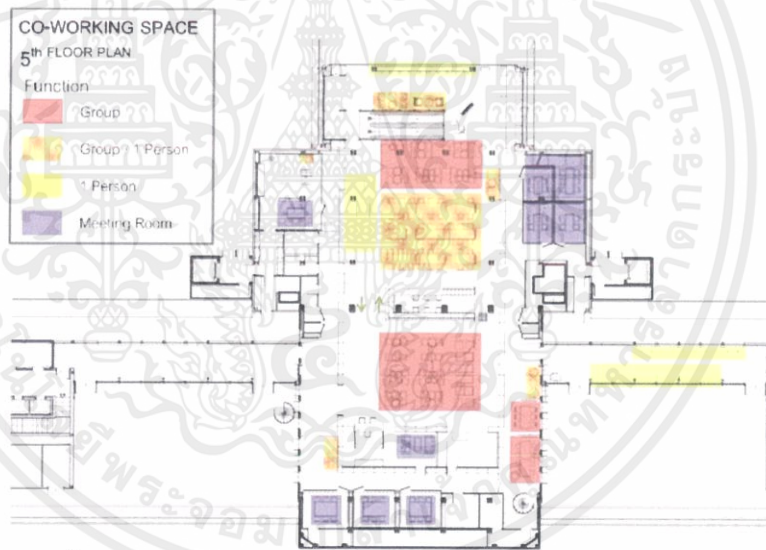 CO-WORKING SPACE
5th FLOOR PLAN
Function
Group
Group / 1 Person
1 Person
Meeting Room